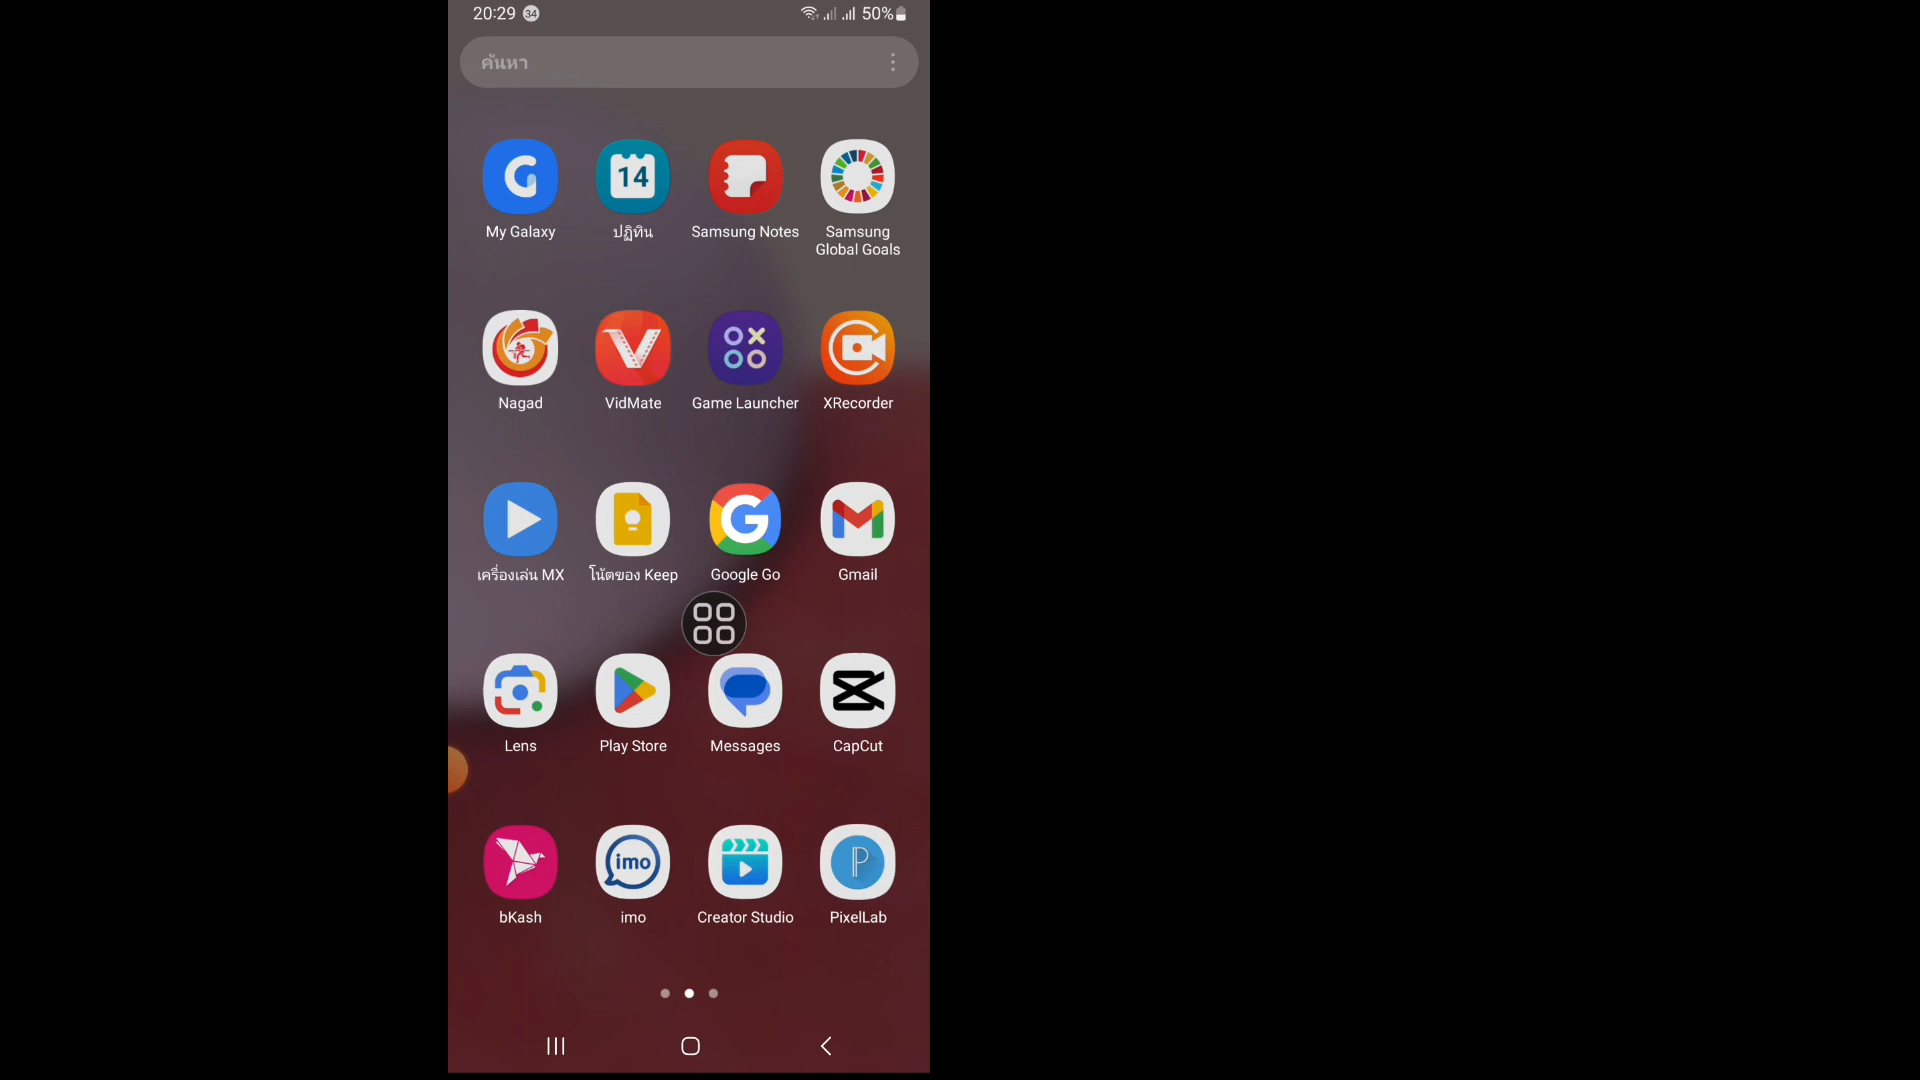 20:29 34 50%
ค้นหา
14
My Galaxy ปฏิทิน Samsung Notes Samsung
Global Goals
Nagad VidMate Game Launcher XRecorder
เครื่องเล่น MX โน้ตของ Keep Google Go Gmail
Lens Play Store Messages CapCut
imo
bKash imo Creator Studio PixelLab